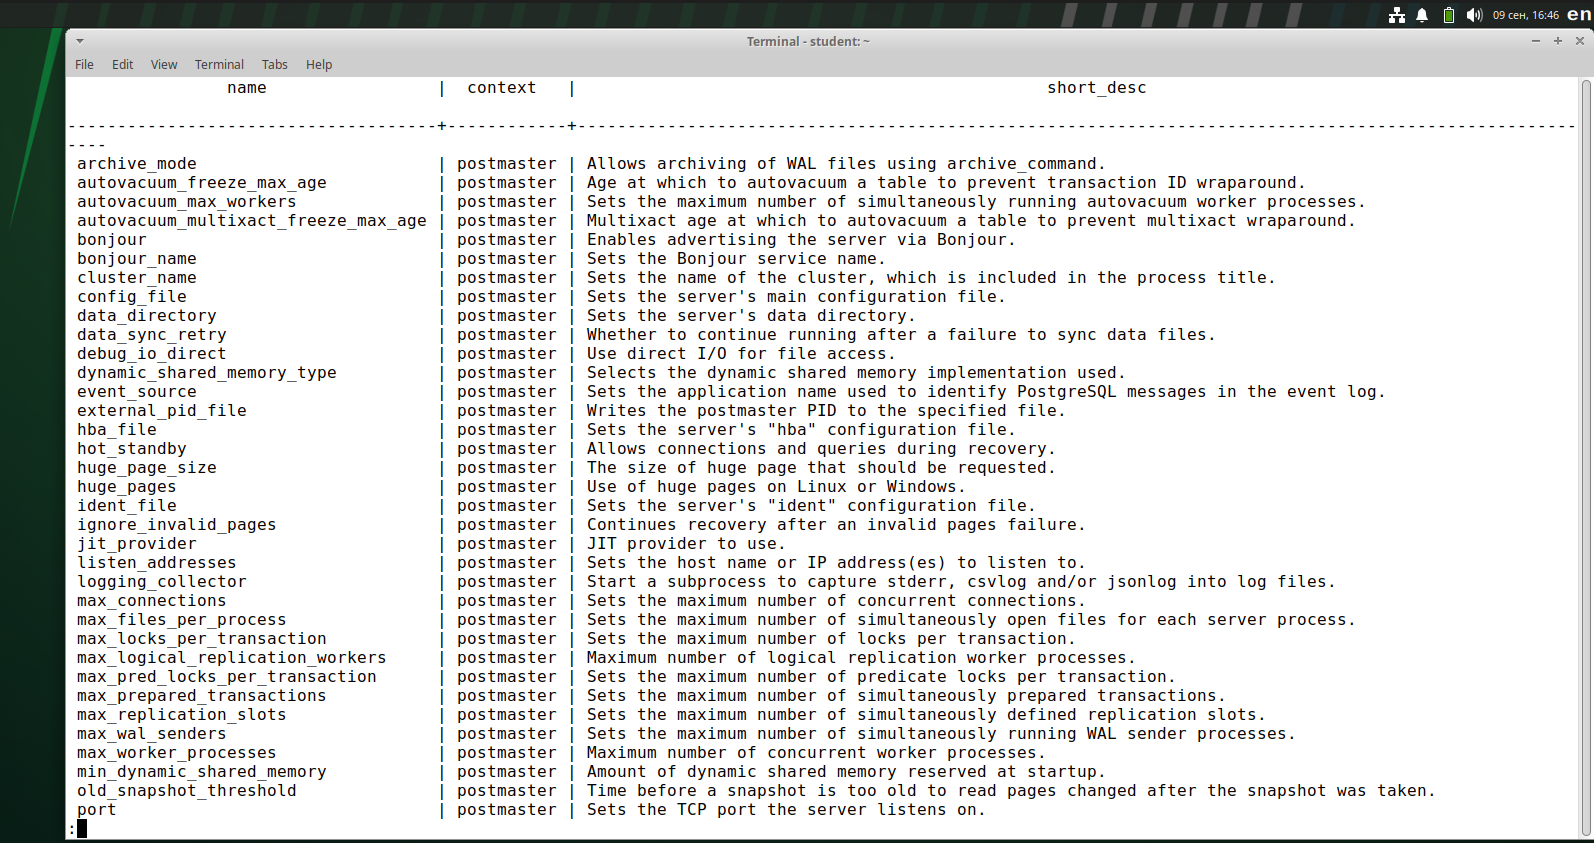 09 сен, 16:46 en
Terminal - student: ~
File Edit View Terminal Tabs Help
name | context | short_desc
-------------------------------------+------------+----------------------------------------------------------------------------------------------------
----
archive_mode | postmaster | Allows archiving of WAL files using archive_command.
autovacuum_freeze_max_age | postmaster | Age at which to autovacuum a table to prevent transaction ID wraparound.
autovacuum_max_workers | postmaster | Sets the maximum number of simultaneously running autovacuum worker processes.
autovacuum_multixact_freeze_max_age | postmaster | Multixact age at which to autovacuum a table to prevent multixact wraparound.
bonjour | postmaster | Enables advertising the server via Bonjour.
bonjour_name | postmaster | Sets the Bonjour service name.
cluster_name | postmaster | Sets the name of the cluster, which is included in the process title.
config_file | postmaster | Sets the server's main configuration file.
data_directory | postmaster | Sets the server's data directory.
data_sync_retry | postmaster | Whether to continue running after a failure to sync data files.
debug_io_direct | postmaster | Use direct I/O for file access.
dynamic_shared_memory_type | postmaster | Selects the dynamic shared memory implementation used.
event_source | postmaster | Sets the application name used to identify PostgreSQL messages in the event log.
external_pid_file | postmaster | Writes the postmaster PID to the specified file.
hba_file | postmaster | Sets the server's "hba" configuration file.
hot_standby | postmaster | Allows connections and queries during recovery.
huge_page_size | postmaster | The size of huge page that should be requested.
huge_pages | postmaster | Use of huge pages on Linux or Windows.
ident_file | postmaster | Sets the server's "ident" configuration file.
ignore_invalid_pages | postmaster | Continues recovery after an invalid pages failure.
jit_provider | postmaster | JIT provider to use.
listen_addresses | postmaster | Sets the host name or IP address(es) to listen to.
logging_collector | postmaster | Start a subprocess to capture stderr, csvlog and/or jsonlog into log files.
max_connections | postmaster | Sets the maximum number of concurrent connections.
max_files_per_process | postmaster | Sets the maximum number of simultaneously open files for each server process.
max_locks_per_transaction | postmaster | Sets the maximum number of locks per transaction.
max_logical_replication_workers | postmaster | Maximum number of logical replication worker processes.
max_pred_locks_per_transaction | postmaster | Sets the maximum number of predicate locks per transaction.
max_prepared_transactions | postmaster | Sets the maximum number of simultaneously prepared transactions.
max_replication_slots | postmaster | Sets the maximum number of simultaneously defined replication slots.
max_wal_senders | postmaster | Sets the maximum number of simultaneously running WAL sender processes.
max_worker_processes | postmaster | Maximum number of concurrent worker processes.
min_dynamic_shared_memory | postmaster | Amount of dynamic shared memory reserved at startup.
old_snapshot_threshold | postmaster | Time before a snapshot is too old to read pages changed after the snapshot was taken.
port | postmaster | Sets the TCP port the server listens on.
: